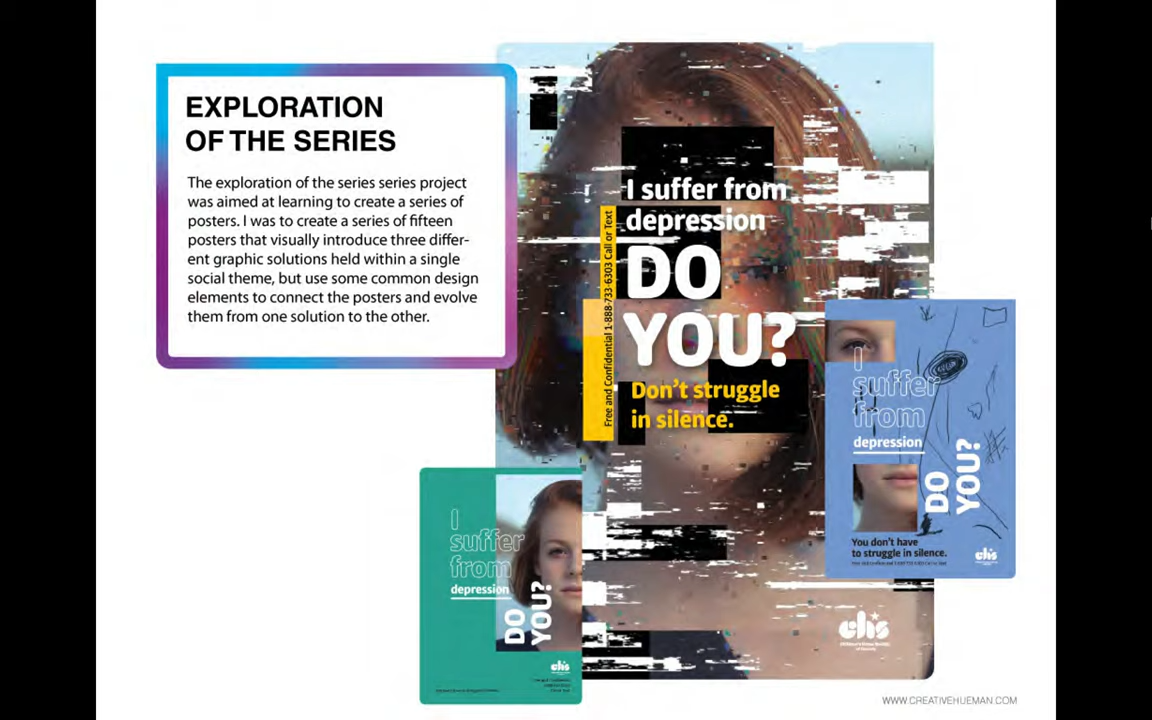 EXPLORATION
OF THE SERIES
The exploration of the series series project
was aimed at learning to create a series of
posters. I was to create a series of fifteen
posters that visually introduce three differ-
ent graphic solutions held within a single
social theme, but use some common design
elements to connect the posters and evolve
them from one solution to the other.
I suffer from
depression
DO
YOU?
Don't struggle
in silence.
Free and Confidential 1-888-733-6303 Call or Text
chs
I
suffer
from
depression
DO
YOU?
You don't have
to struggle in silence.
chs
I
suffer
from
depression
DO
YOU?
chs
WWW.CREATIVEHUEMAN.COM